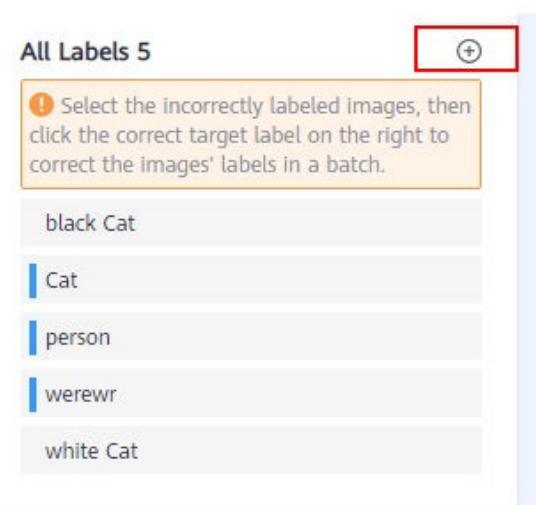 All Labels 5
Select the incorrectly labeled images, then
click the correct target label on the right to
correct the images' labels in a batch.
black Cat
Cat
person
werewr
white Cat